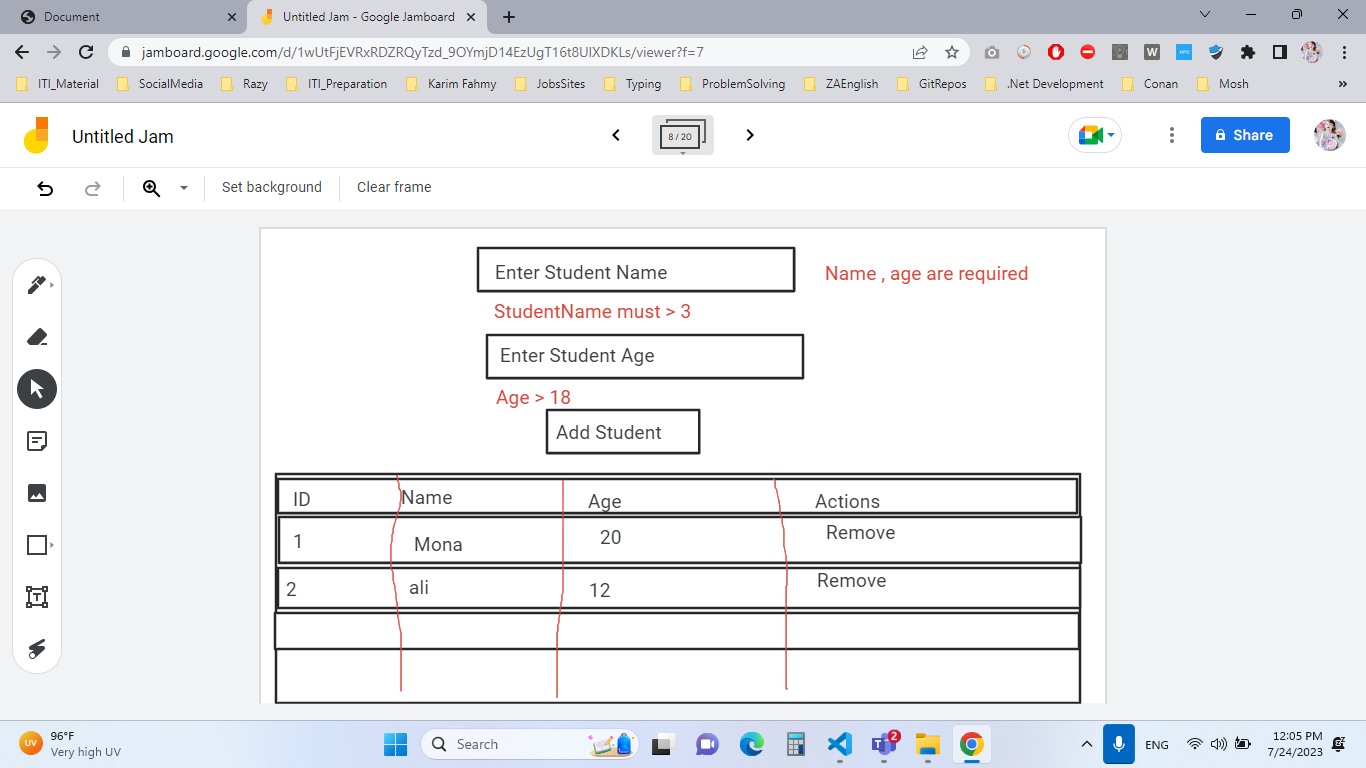 Document
Untitled Jam - Google Jamboard
jamboard.google.com/d/1wUtFjEVRxRDZRQyTzd_9OYmjD14EzUgT16t8UIXDKLs/viewer?f=7
ITI_Material
SocialMedia
Razy
ITI_Preparation
Karim Fahmy
JobsSites
Typing
ProblemSolving
ZAEnglish
GitRepos
.Net Development
Conan
Mosh
Untitled Jam
8 / 20
Share
Set background
Clear frame
Enter Student Name
Name , age are required
StudentName must > 3
Enter Student Age
Age > 18
Add Student
ID Name Age Actions
1 Mona 20 Remove
2 ali 12 Remove
UV
96°F
Very high UV
Search
2
ENG
12:05 PM
7/24/2023